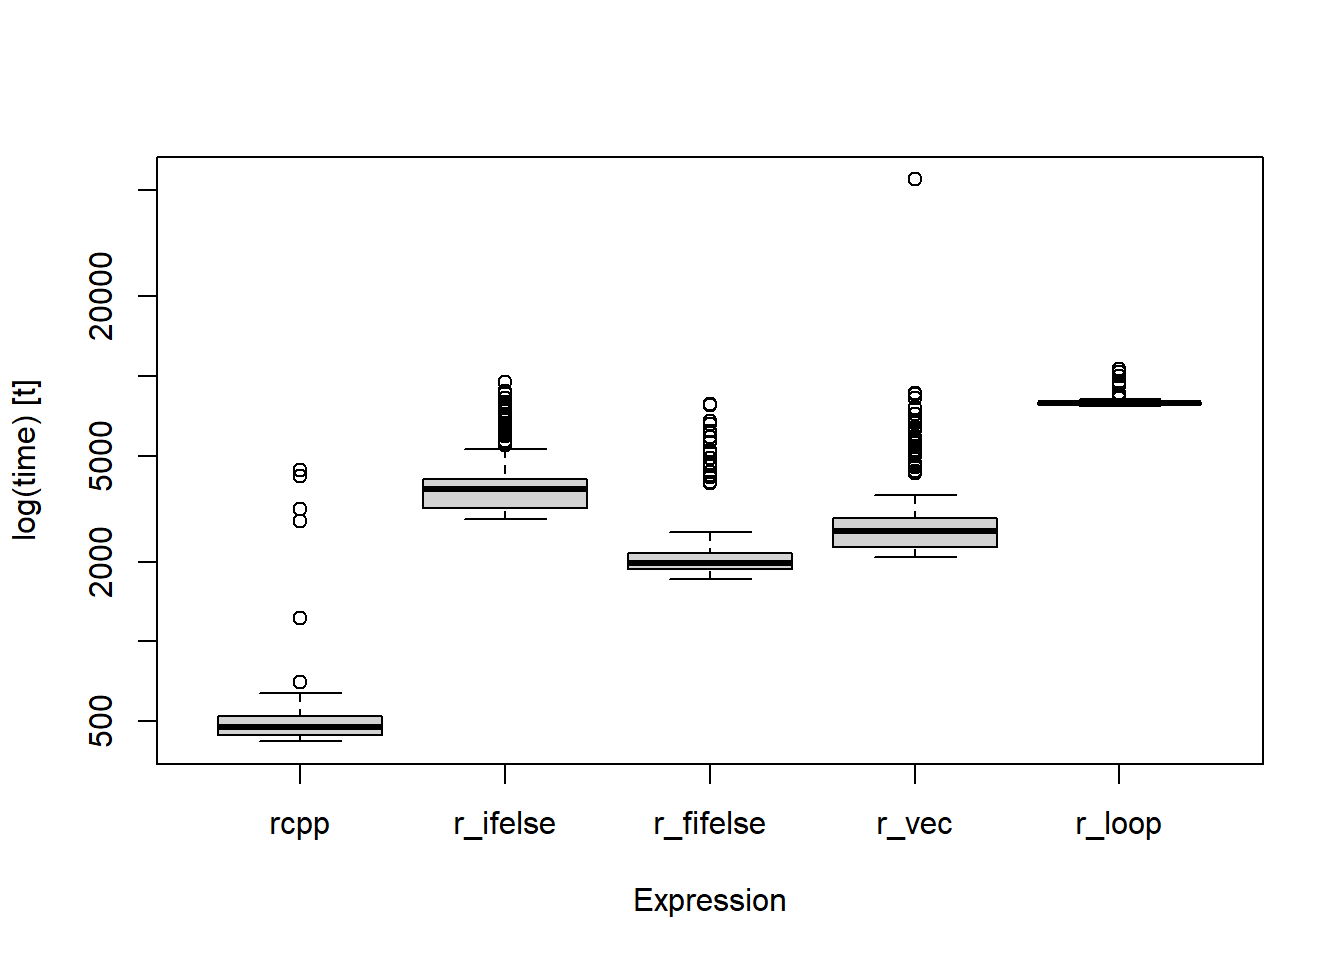 log(time) [t]
20000
5000
2000
500
rcpp r_ifelse r_fifelse r_vec r_loop
Expression